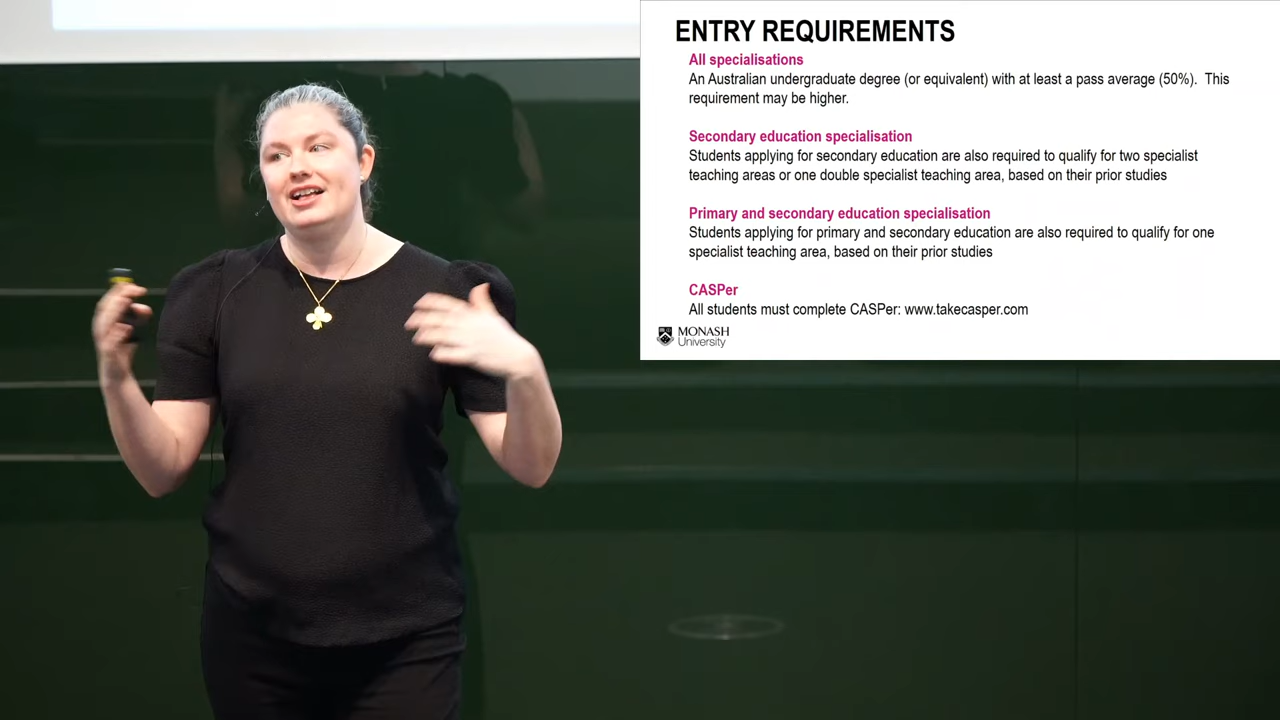 ENTRY REQUIREMENTS
All specialisations
An Australian undergraduate degree (or equivalent) with at least a pass average (50%).  This
requirement may be higher.
Secondary education specialisation
Students applying for secondary education are also required to qualify for two specialist
teaching areas or one double specialist teaching area, based on their prior studies
Primary and secondary education specialisation
Students applying for primary and secondary education are also required to qualify for one
specialist teaching area, based on their prior studies
CASPer
All students must complete CASPer: www.takecasper.com
MONASH
University